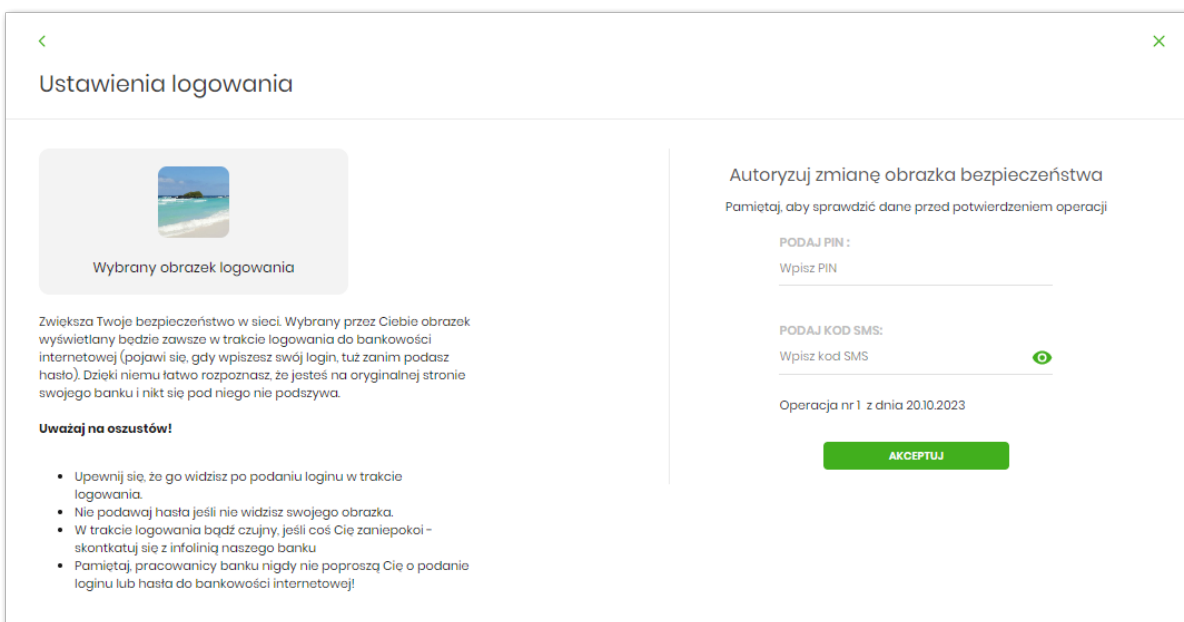 Ustawienia logowania
Wybrany obrazek logowania
Zwiększa Twoje bezpieczeństwo w sieci. Wybrany przez Ciebie obrazek
wyświetlany będzie zawsze w trakcie logowania do bankowości
internetowej (pojawi się, gdy wpiszesz swój login, tuż zanim podasz
hasło). Dzięki niemu łatwo rozpoznasz, że jesteś na oryginalnej stronie
swojego banku i nikt się pod niego nie podszywa.
Uważaj na oszustów!
• Upewnij się, że go widzisz po podaniu loginu w trakcie
logowania.
• Nie podawaj hasła jeśli nie widzisz swojego obrazka.
• W trakcie logowania bądź czujny, jeśli coś Cię zaniepokoi -
skontkatuj się z infolinią naszego banku
• Pamiętaj, pracowanicy banku nigdy nie poproszą Cię o podanie
loginu lub hasła do bankowości internetowej!
Autoryzuj zmianę obrazka bezpieczeństwa
Pamiętaj, aby sprawdzić dane przed potwierdzeniem operacji
PODAJ PIN :
Wpisz PIN
PODAJ KOD SMS:
Wpisz kod SMS
Operacja nr 1 z dnia 20.10.2023
AKCEPTUJ